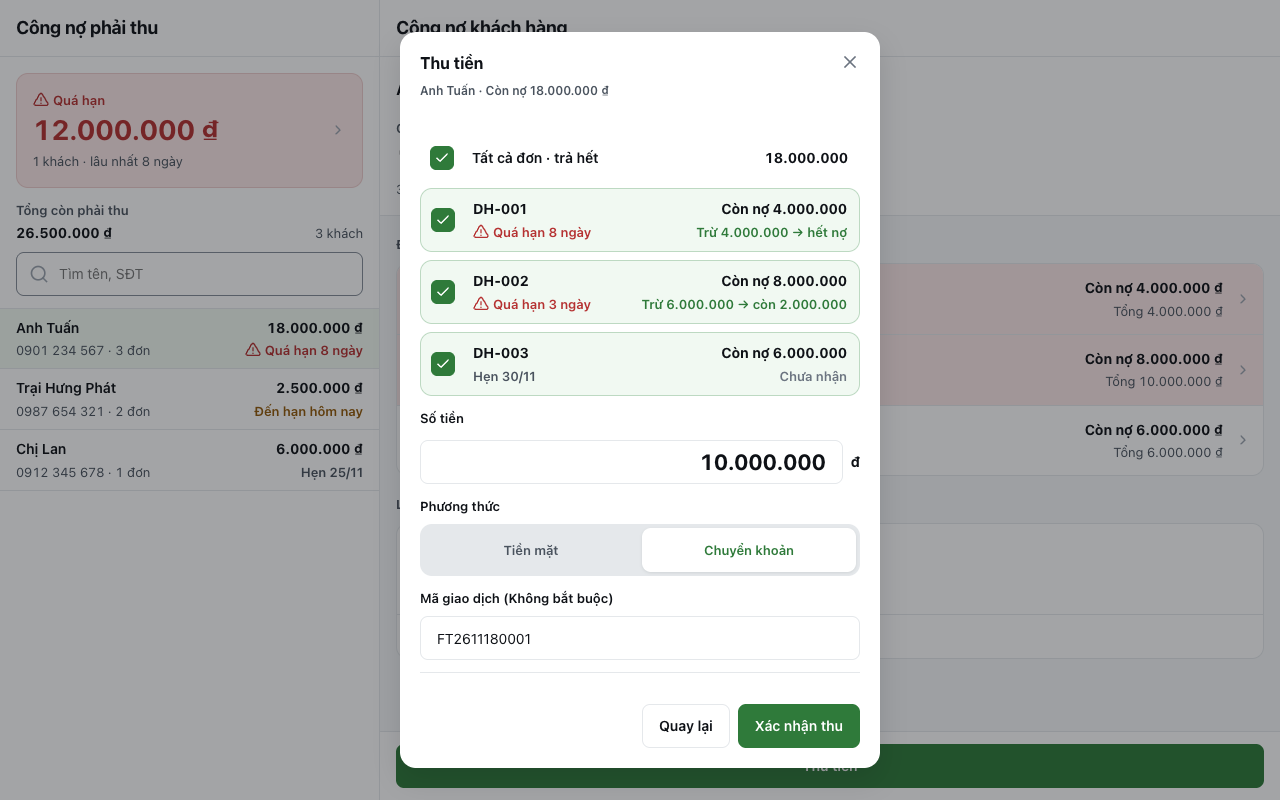 Công nợ phải thu
Quá hạn
12.000.000 ₫
1 khách · lâu nhất 8 ngày
Tổng còn phải thu
26.500.000 ₫
3 khách
Tìm tên, SĐT
Anh Tuấn
18.000.000 ₫
0901 234 567 · 3 đơn
Quá hạn 8 ngày
Trại Hưng Phát
2.500.000 ₫
0987 654 321 · 2 đơn
Đến hạn hôm nay
Chị Lan
6.000.000 ₫
0912 345 678 · 1 đơn
Hẹn 25/11
Công nợ khách hàng
Còn nợ 4.000.000 ₫
Tổng 4.000.000 ₫
Còn nợ 8.000.000 ₫
Tổng 10.000.000 ₫
Còn nợ 6.000.000 ₫
Tổng 6.000.000 ₫
Thu tiền
Thu tiền
Anh Tuấn · Còn nợ 18.000.000 ₫
Tất cả đơn · trả hết
18.000.000
DH-001
Còn nợ 4.000.000
Quá hạn 8 ngày
Trừ 4.000.000 → hết nợ
DH-002
Còn nợ 8.000.000
Quá hạn 3 ngày
Trừ 6.000.000 → còn 2.000.000
DH-003
Còn nợ 6.000.000
Hẹn 30/11
Chưa nhận
Số tiền
10.000.000 đ
Phương thức
Tiền mặt
Chuyển khoản
Mã giao dịch (Không bắt buộc)
FT2611180001
Quay lại
Xác nhận thu